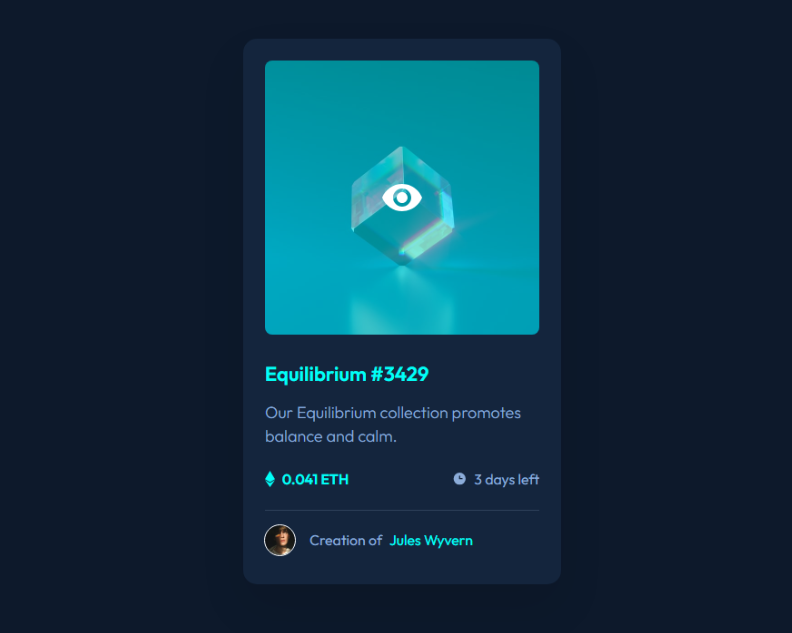 Equilibrium #3429
Our Equilibrium collection promotes
balance and calm.
0.041 ETH
3 days left
Creation of Jules Wyvern